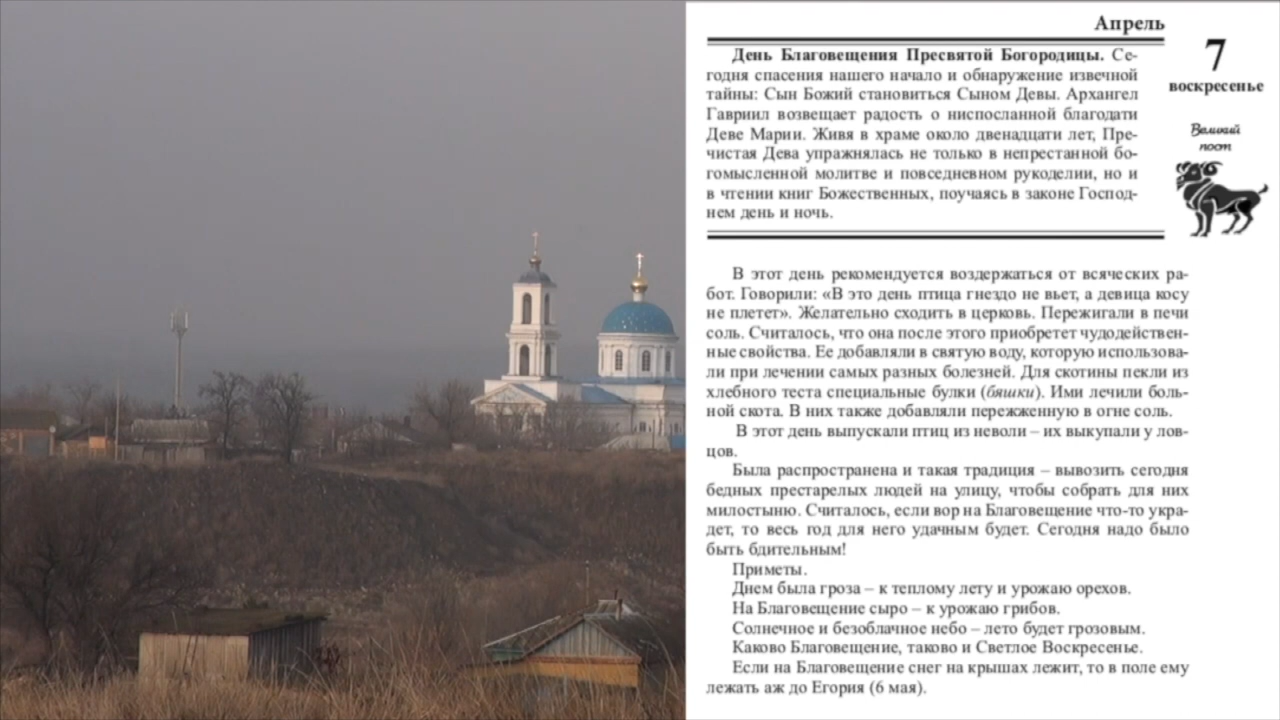 Апрель
7
воскресенье
Великий
пост
День Благовещения Пресвятой Богородицы. Се-
годня спасения нашего начало и обнаружение извечной
тайны: Сын Божий становиться Сыном Девы. Архангел
Гавриил возвещает радость о ниспосланной благодати
Деве Марии. Живя в храме около двенадцати лет, Пре-
чистая Дева упражнялась не только в непрестанной бо-
гомысленной молитве и повседневном рукоделии, но и
в чтении книг Божественных, поучаясь в законе Господ-
нем день и ночь.
В этот день рекомендуется воздержаться от всяческих ра-
бот. Говорили: «В это день птица гнездо не вьет, а девица косу
не плетет». Желательно сходить в церковь. Пережигали в печи
соль. Считалось, что она после этого приобретет чудодействен-
ные свойства. Ее добавляли в святую воду, которую использова-
ли при лечении самых разных болезней. Для скотины пекли из
хлебного теста специальные булки (бяшки). Ими лечили боль-
ной скота. В них также добавляли пережженную в огне соль.
В этот день выпускали птиц из неволи – их выкупали у лов-
цов.
Была распространена и такая традиция – вывозить сегодня
бедных престарелых людей на улицу, чтобы собрать для них
милостыню. Считалось, если вор на Благовещение что-то укра-
дет, то весь год для него удачным будет. Сегодня надо было
быть бдительным!
Приметы.
Днем была гроза – к теплому лету и урожаю орехов.
На Благовещение сыро – к урожаю грибов.
Солнечное и безоблачное небо – лето будет грозовым.
Каково Благовещение, таково и Светлое Воскресенье.
Если на Благовещение снег на крышах лежит, то в поле ему
лежать аж до Егория (6 мая).